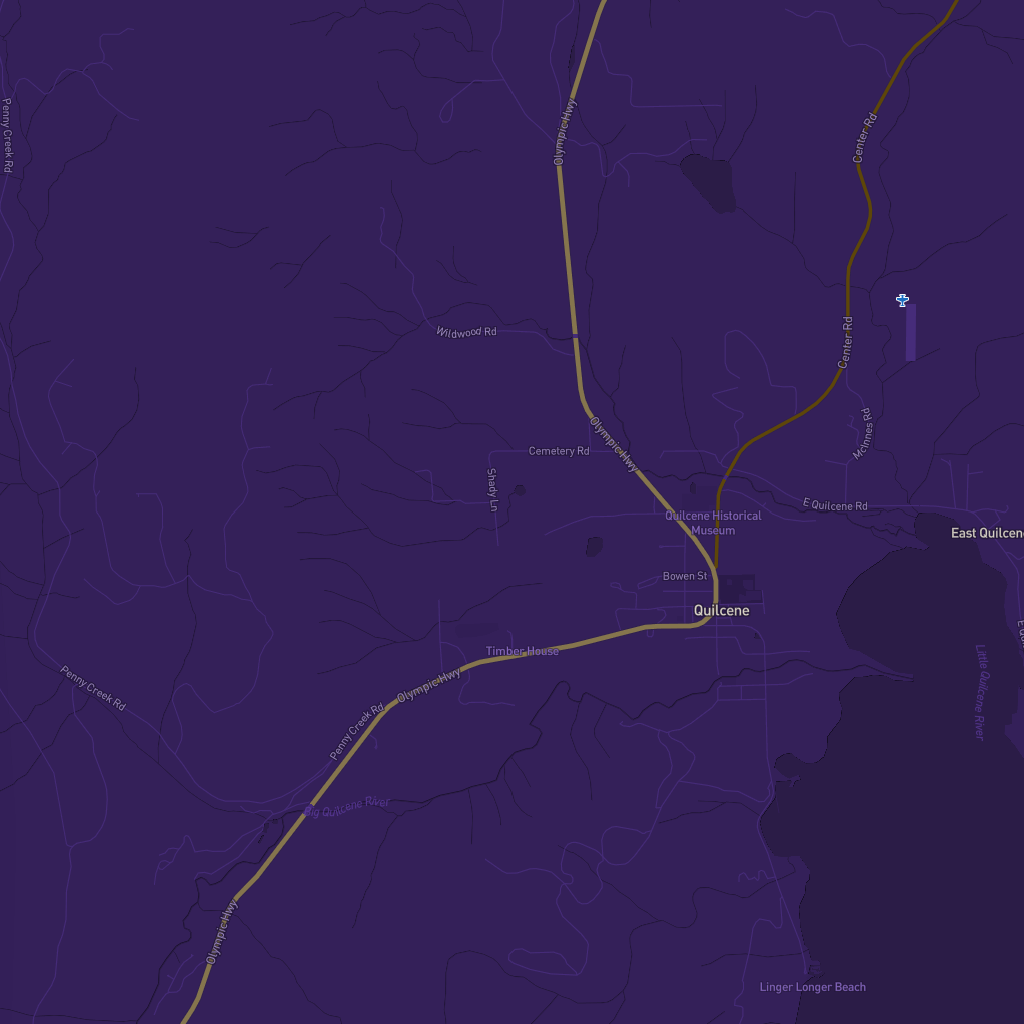 Olympic Hwy
Center Rd
Penny Creek Rd
Center Rd
Wildwood Rd
Olympic Hwy
McInnes Rd
Cemetery Rd
Shady Ln
E Quilcene Rd
Quilcene Historical
Museum
East Quilcen
Bowen St
Quilcene
Timber House
Olympic Hwy
Penny Creek Rd
Penny Creek Rd
Little Quilcene River
Big Quilcene River
Olympic Hwy
Linger Longer Beach